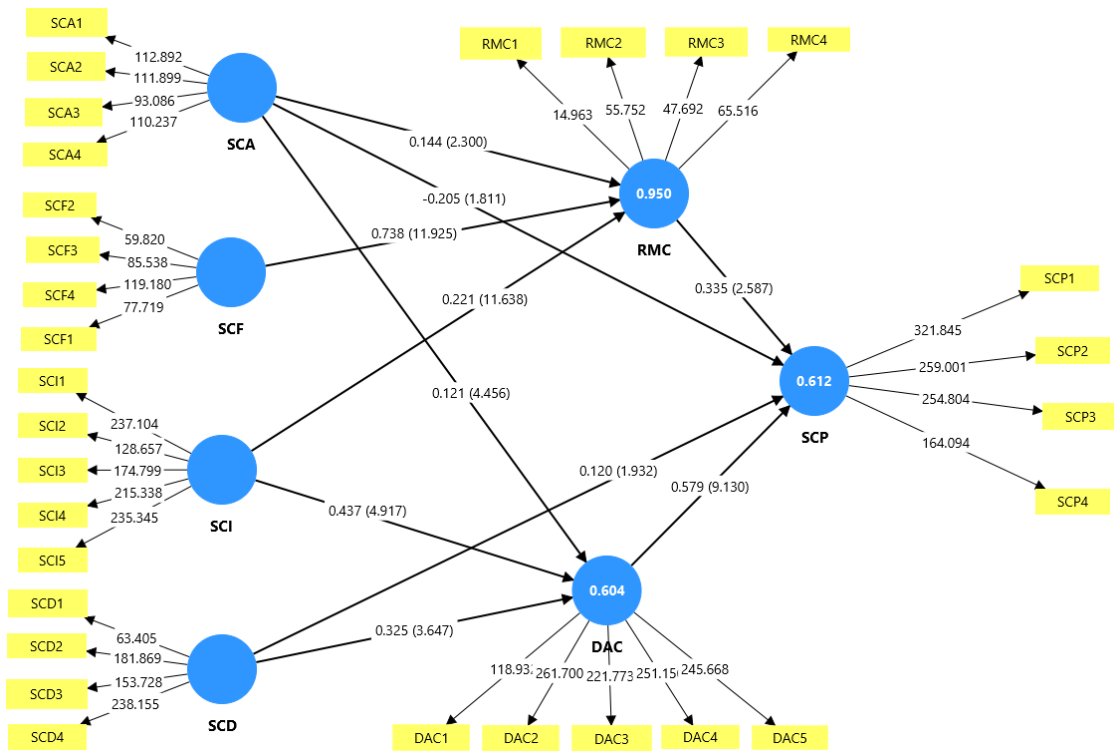 SCA1
SCA2
SCA3
SCA4
112.892
111.899
93.086
110.237
SCA
RMC1
RMC2
RMC3
RMC4
14.963
55.752
47.692
65.516
0.950
RMC
0.144 (2.300)
-0.205 (1.811)
SCF2
SCF3
SCF4
SCF1
59.820
85.538
119.180
77.719
SCF
0.738 (11.925)
0.221 (11.638)
0.335 (2.587)
0.121 (4.456)
SCP1
SCP2
SCP3
SCP4
321.845
259.001
254.804
164.094
0.612
SCP
SCI1
SCI2
SCI3
SCI4
SCI5
237.104
128.657
174.799
215.338
235.345
SCI
0.437 (4.917)
0.120 (1.932)
0.579 (9.130)
SCD1
SCD2
SCD3
SCD4
63.405
181.869
153.728
238.155
SCD
0.325 (3.647)
0.604
DAC
261.700
221.773
245.668
DAC1
DAC2
DAC3
DAC4
DAC5